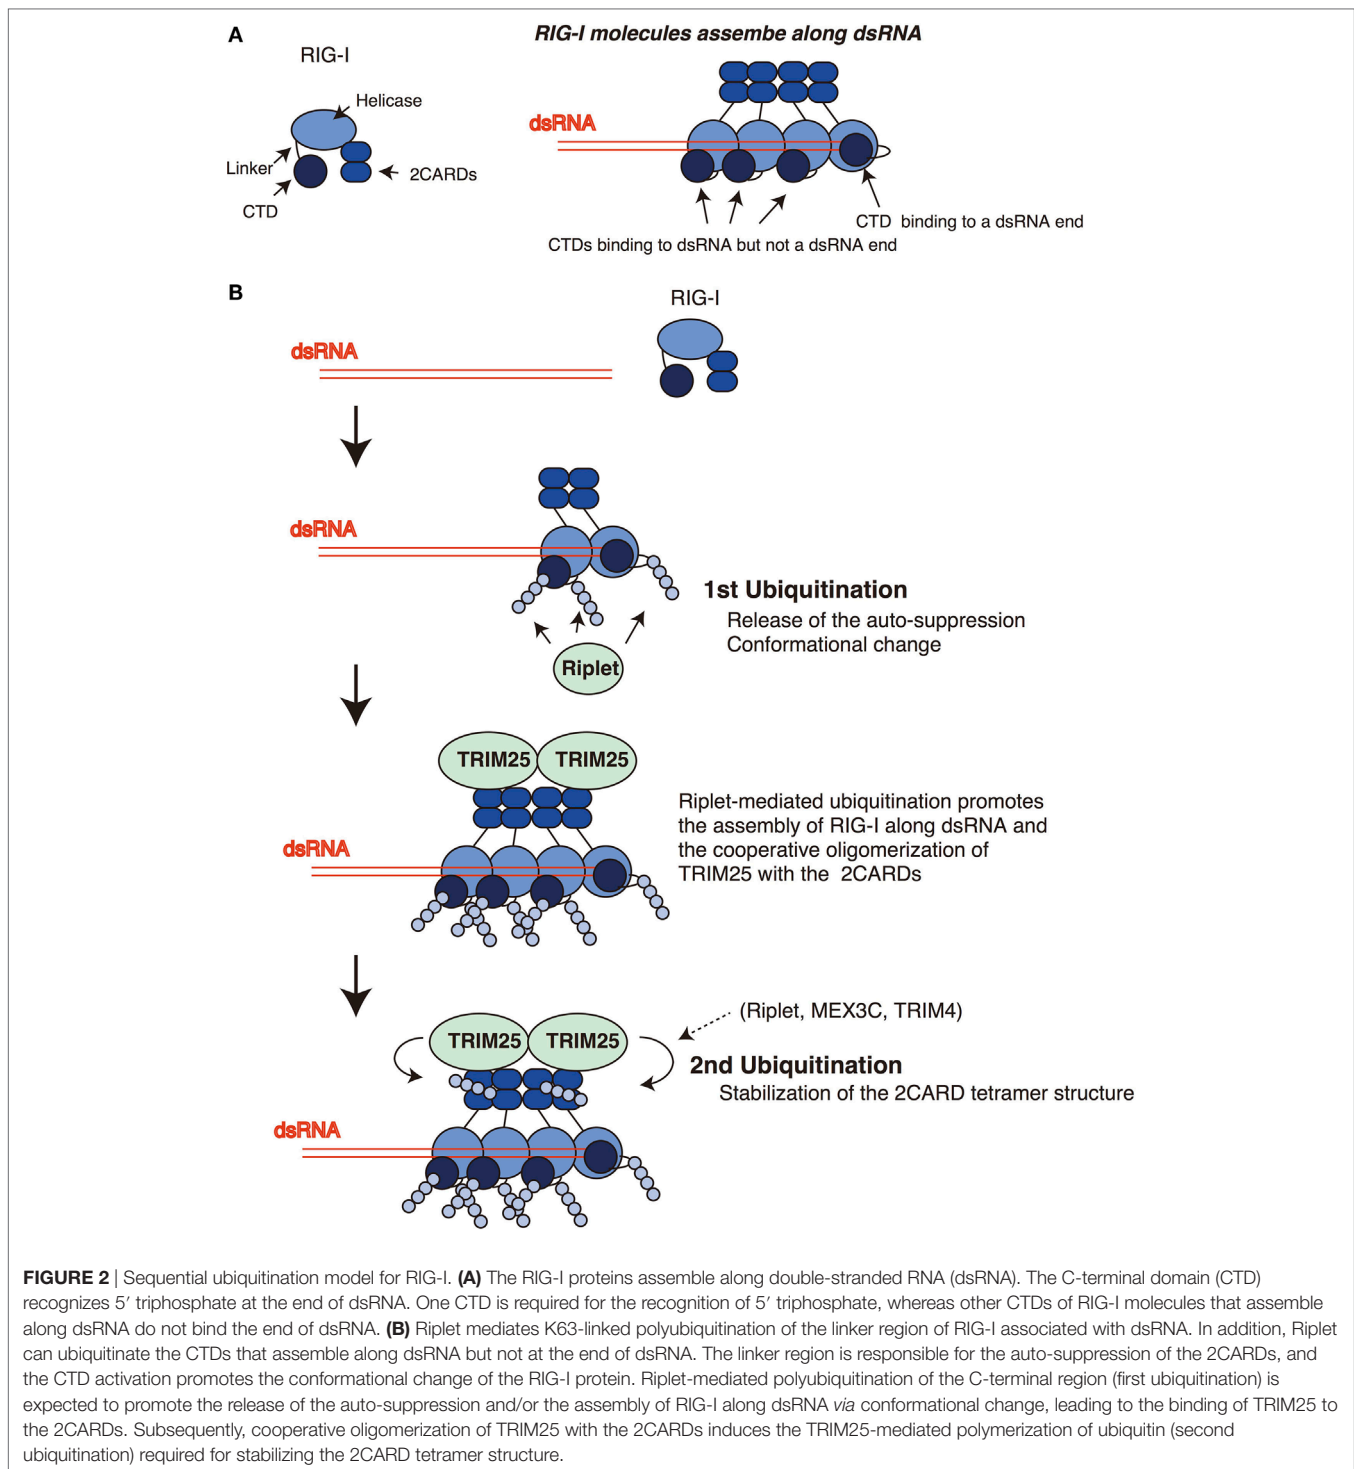 A
RIG-I molecules assembe along dsRNA
RIG-I
Helicase
dsRNA
Linker
2CARDs
CTD
CTD binding to a dsRNA end
CTDs binding to dsRNA but not a dsRNA end
B
RIG-I
dsRNA
dsRNA
1st Ubiquitination
Release of the auto-suppression
Conformational change
Riplet
TRIM25 TRIM25
Riplet-mediated ubiquitination promotes
the assembly of RIG-I along dsRNA and
the cooperative oligomerization of
TRIM25 with the 2CARDs
dsRNA
(Riplet, MEX3C, TRIM4)
TRIM25 TRIM25
2nd Ubiquitination
Stabilization of the 2CARD tetramer structure
dsRNA
FIGURE 2 | Sequential ubiquitination model for RIG-I. (A) The RIG-I proteins assemble along double-stranded RNA (dsRNA). The C-terminal domain (CTD)
recognizes 5′ triphosphate at the end of dsRNA. One CTD is required for the recognition of 5′ triphosphate, whereas other CTDs of RIG-I molecules that assemble
along dsRNA do not bind the end of dsRNA. (B) Riplet mediates K63-linked polyubiquitination of the linker region of RIG-I associated with dsRNA. In addition, Riplet
can ubiquitinate the CTDs that assemble along dsRNA but not at the end of dsRNA. The linker region is responsible for the auto-suppression of the 2CARDs, and
the CTD activation promotes the conformational change of the RIG-I protein. Riplet-mediated polyubiquitination of the C-terminal region (first ubiquitination) is
expected to promote the release of the auto-suppression and/or the assembly of RIG-I along dsRNA via conformational change, leading to the binding of TRIM25 to
the 2CARDs. Subsequently, cooperative oligomerization of TRIM25 with the 2CARDs induces the TRIM25-mediated polymerization of ubiquitin (second
ubiquitination) required for stabilizing the 2CARD tetramer structure.